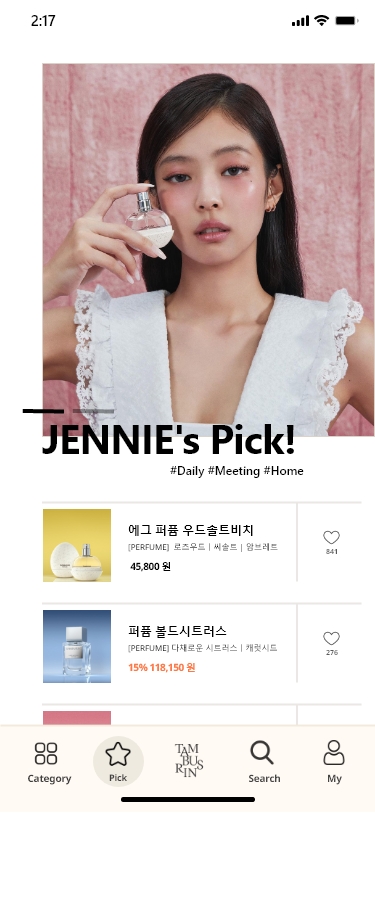 2:17
JENNIE's Pick!
#Daily #Meeting #Home
에그 퍼퓸 우드솔트비치
[PERFUME] 로즈우드 | 씨솔트 | 암브레트
45,800 원
841
퍼퓸 볼드시트러스
[PERFUME] 다채로운 시트러스 | 캐럿시드
15% 118,150 원
276
Category
Pick
TAM
BUS
RIN
S
Search
My